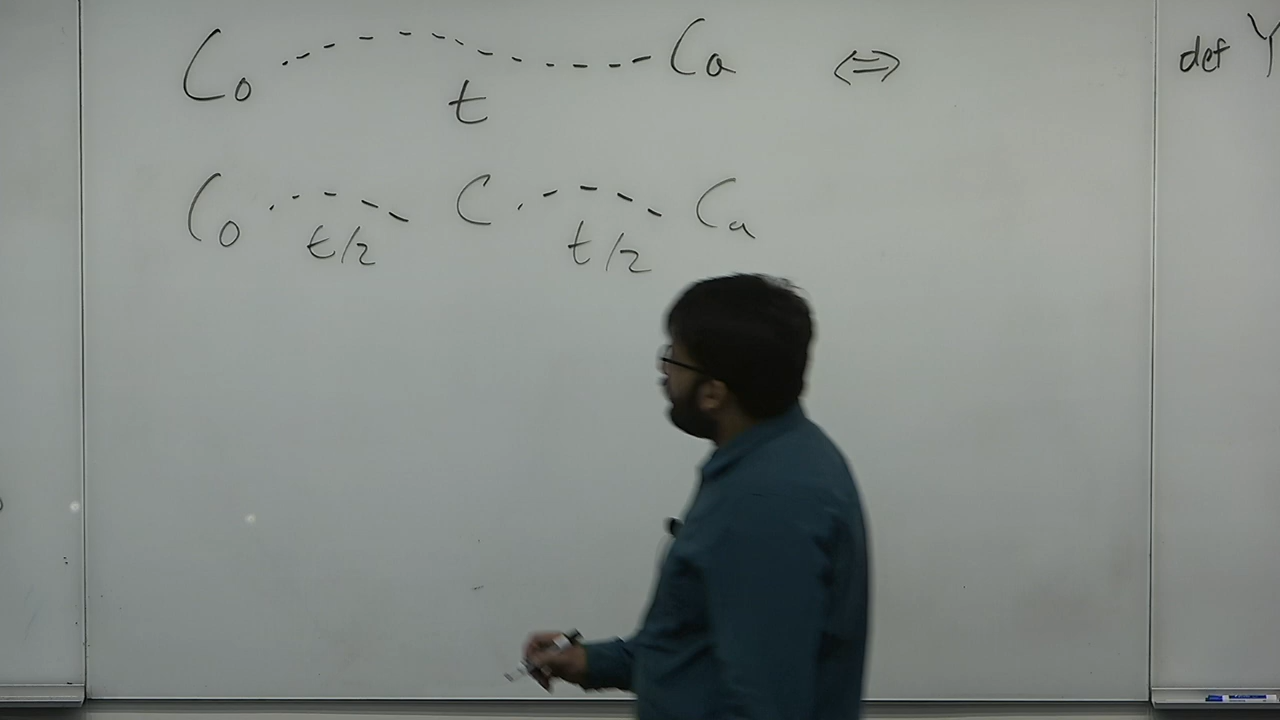 C₀ - - - - - Cₐ ⇔
t
C₀ - - - - C - - - - Cₐ
t/2 t/2
def Y